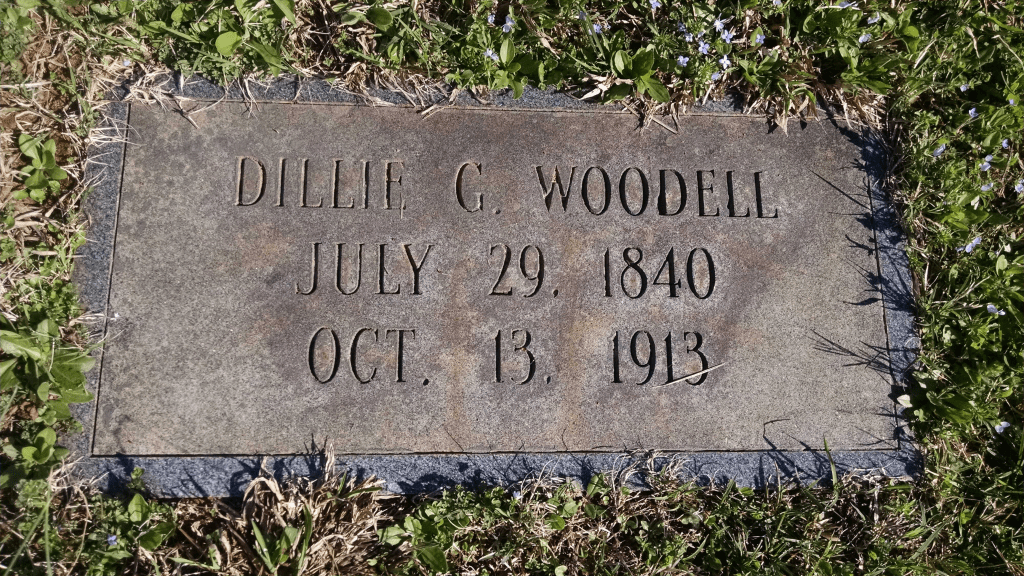 DILLIE G. WOODELL
JULY 29. 1840
OCT. 13. 1913